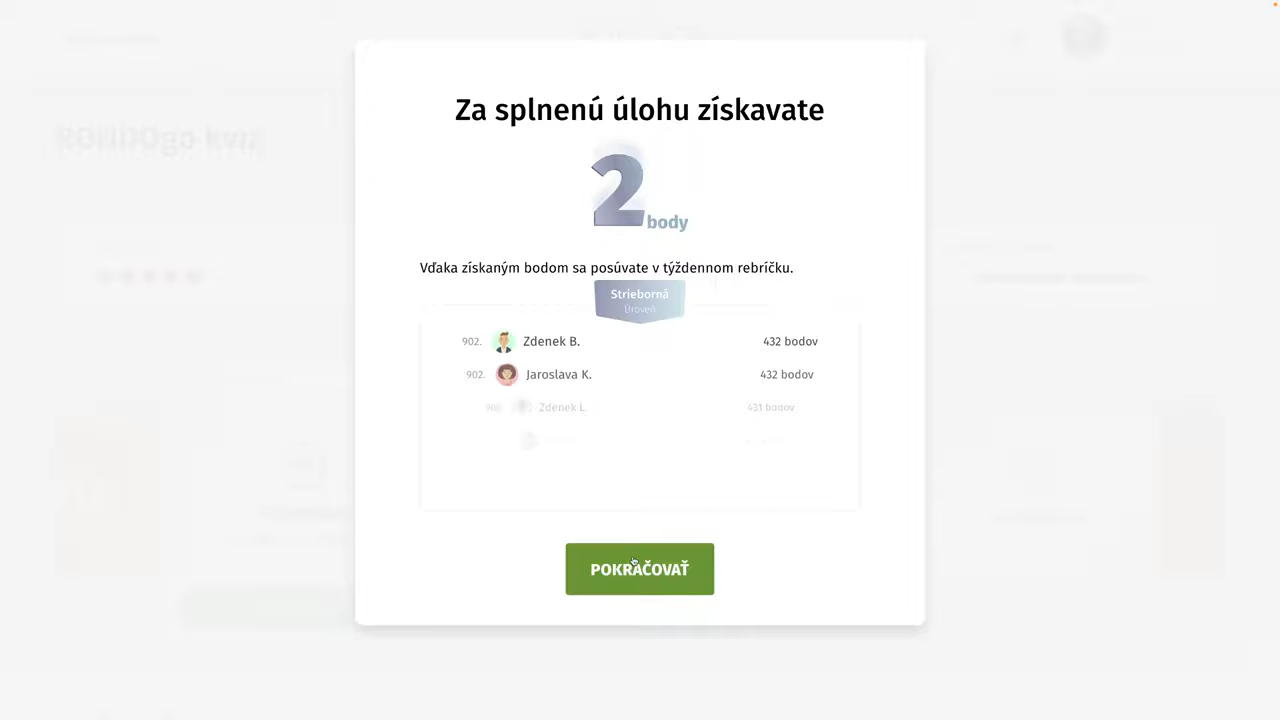 Za splnenú úlohu získavate
2 body
Vďaka získaným bodom sa posúvate v týždennom rebríčku.
Strieborná
Úroveň
902. Zdenek B. 432 bodov
902. Jaroslava K. 432 bodov
Zdenek L. 431 bodov
POKRAČOVAŤ